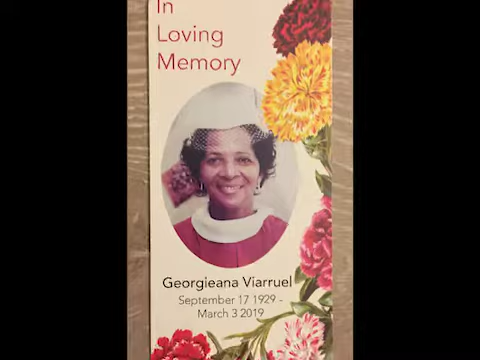 In
Loving
Memory
Georgieana Viarruel
September 17 1929 -
March 3 2019